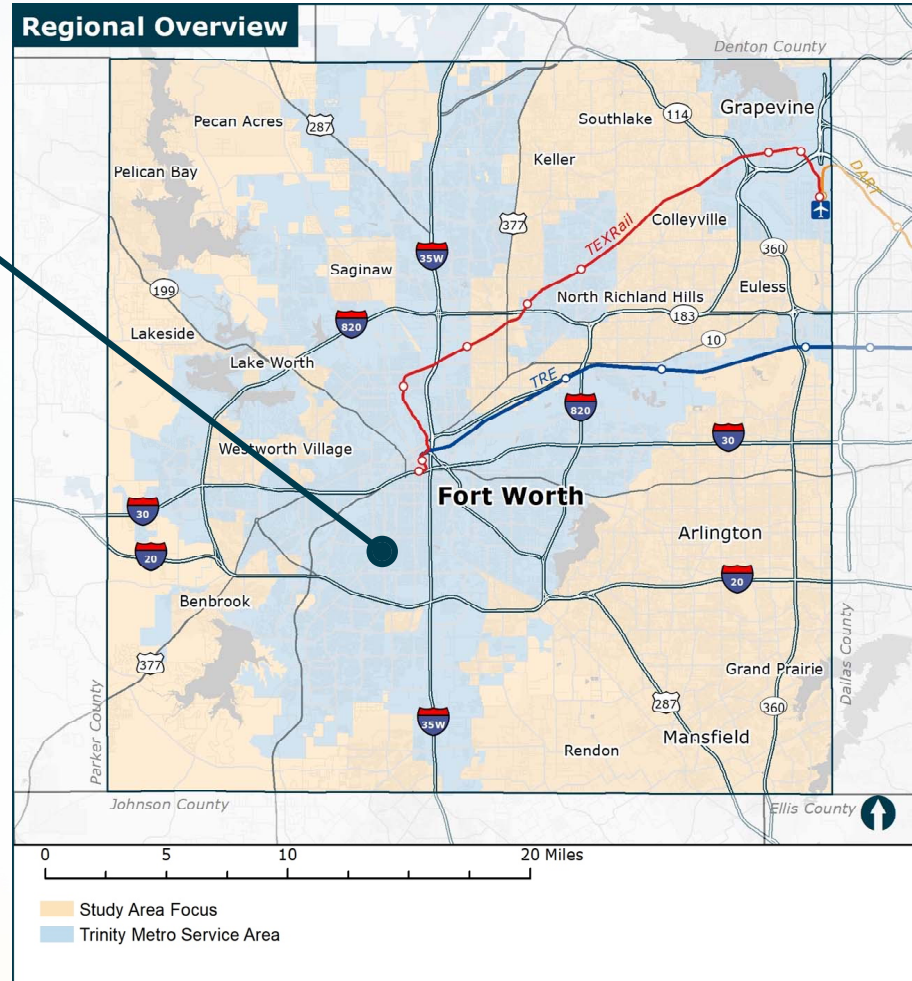 Regional Overview
Denton County
Grapevine
Pecan Acres
287
Southlake
114
Keller
Pelican Bay
DART
377
Colleyville
TEXRail
35W
360
Saginaw
199
Euless
North Richland Hills
183
820
Lakeside
10
Lake Worth
TRE
820
30
Westworth Village
Fort Worth
30
Arlington
20
20
Benbrook
377
Dallas County
Grand Prairie
Parker County
287
360
35W
Mansfield
Rendon
Johnson County
Ellis County
0 5 10 20 Miles
Study Area Focus
Trinity Metro Service Area